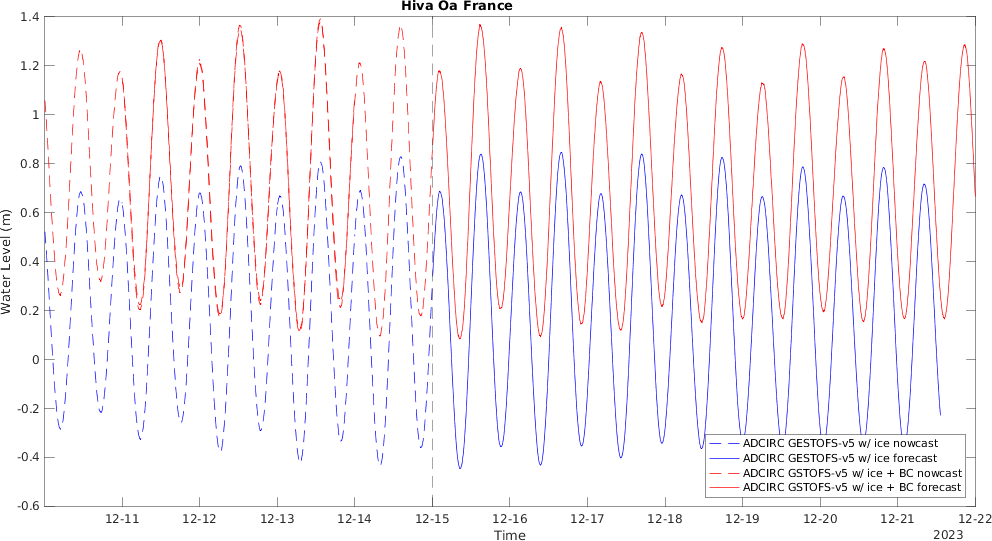 Hiva Oa France
Water Level (m)
1.4
1.2
1
0.8
0.6
0.4
0.2
0
-0.2
-0.4
-0.6
ADCIRC GESTOFS-v5 w/ ice nowcast
ADCIRC GESTOFS-v5 w/ ice forecast
ADCIRC GSTOFS-v5 w/ ice + BC nowcast
ADCIRC GSTOFS-v5 w/ ice + BC forecast
12-11 12-12 12-13 12-14 12-15 12-16 12-17 12-18 12-19 12-20 12-21 12-22
Time
2023